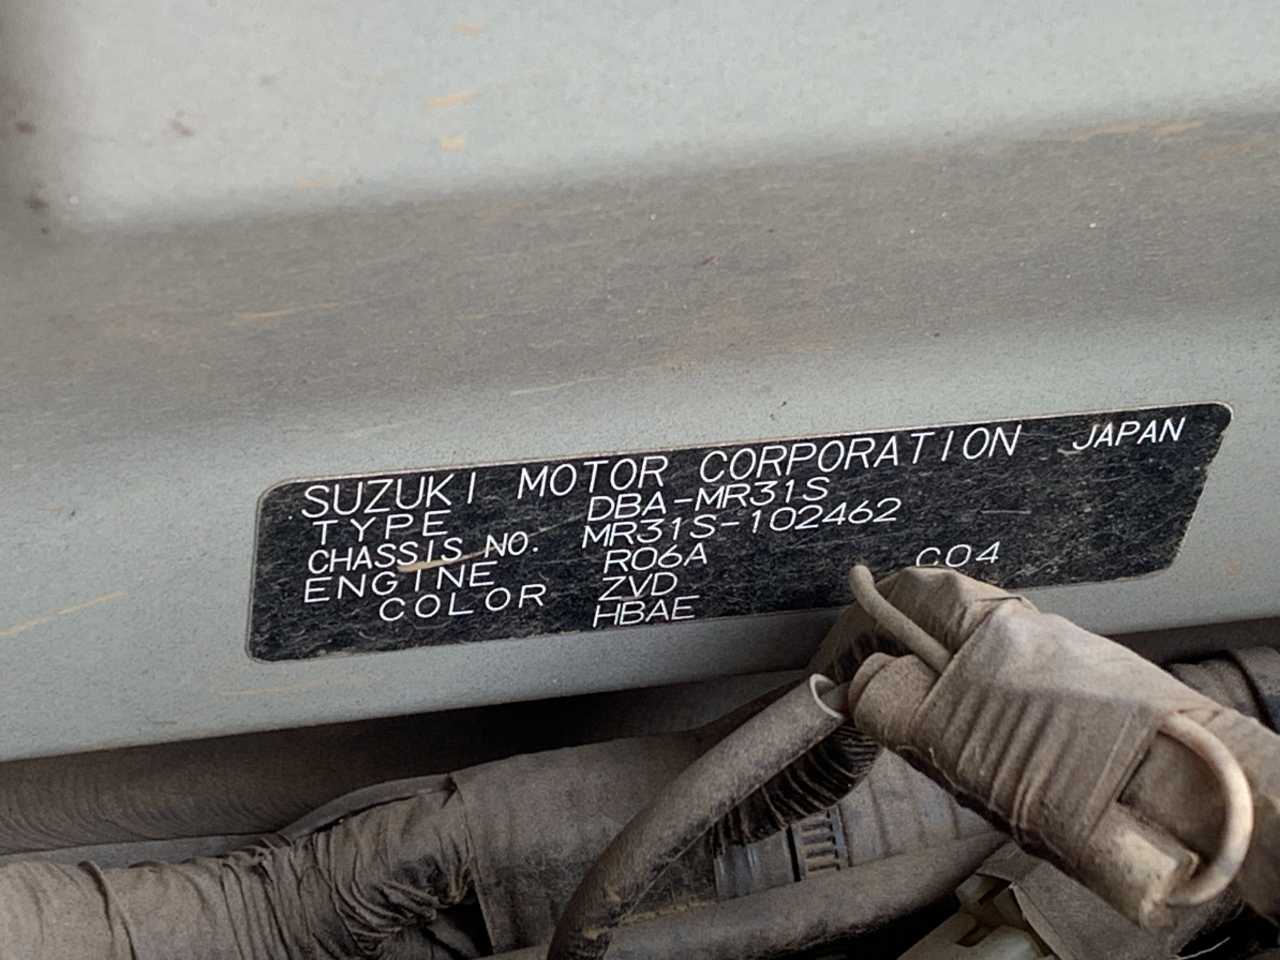 SUZUKI MOTOR CORPORATION JAPAN
TYPE DBA-MR31S
CHASSIS NO. MR31S-102462
ENGINE R06A
COLOR ZVD C04
HBAE